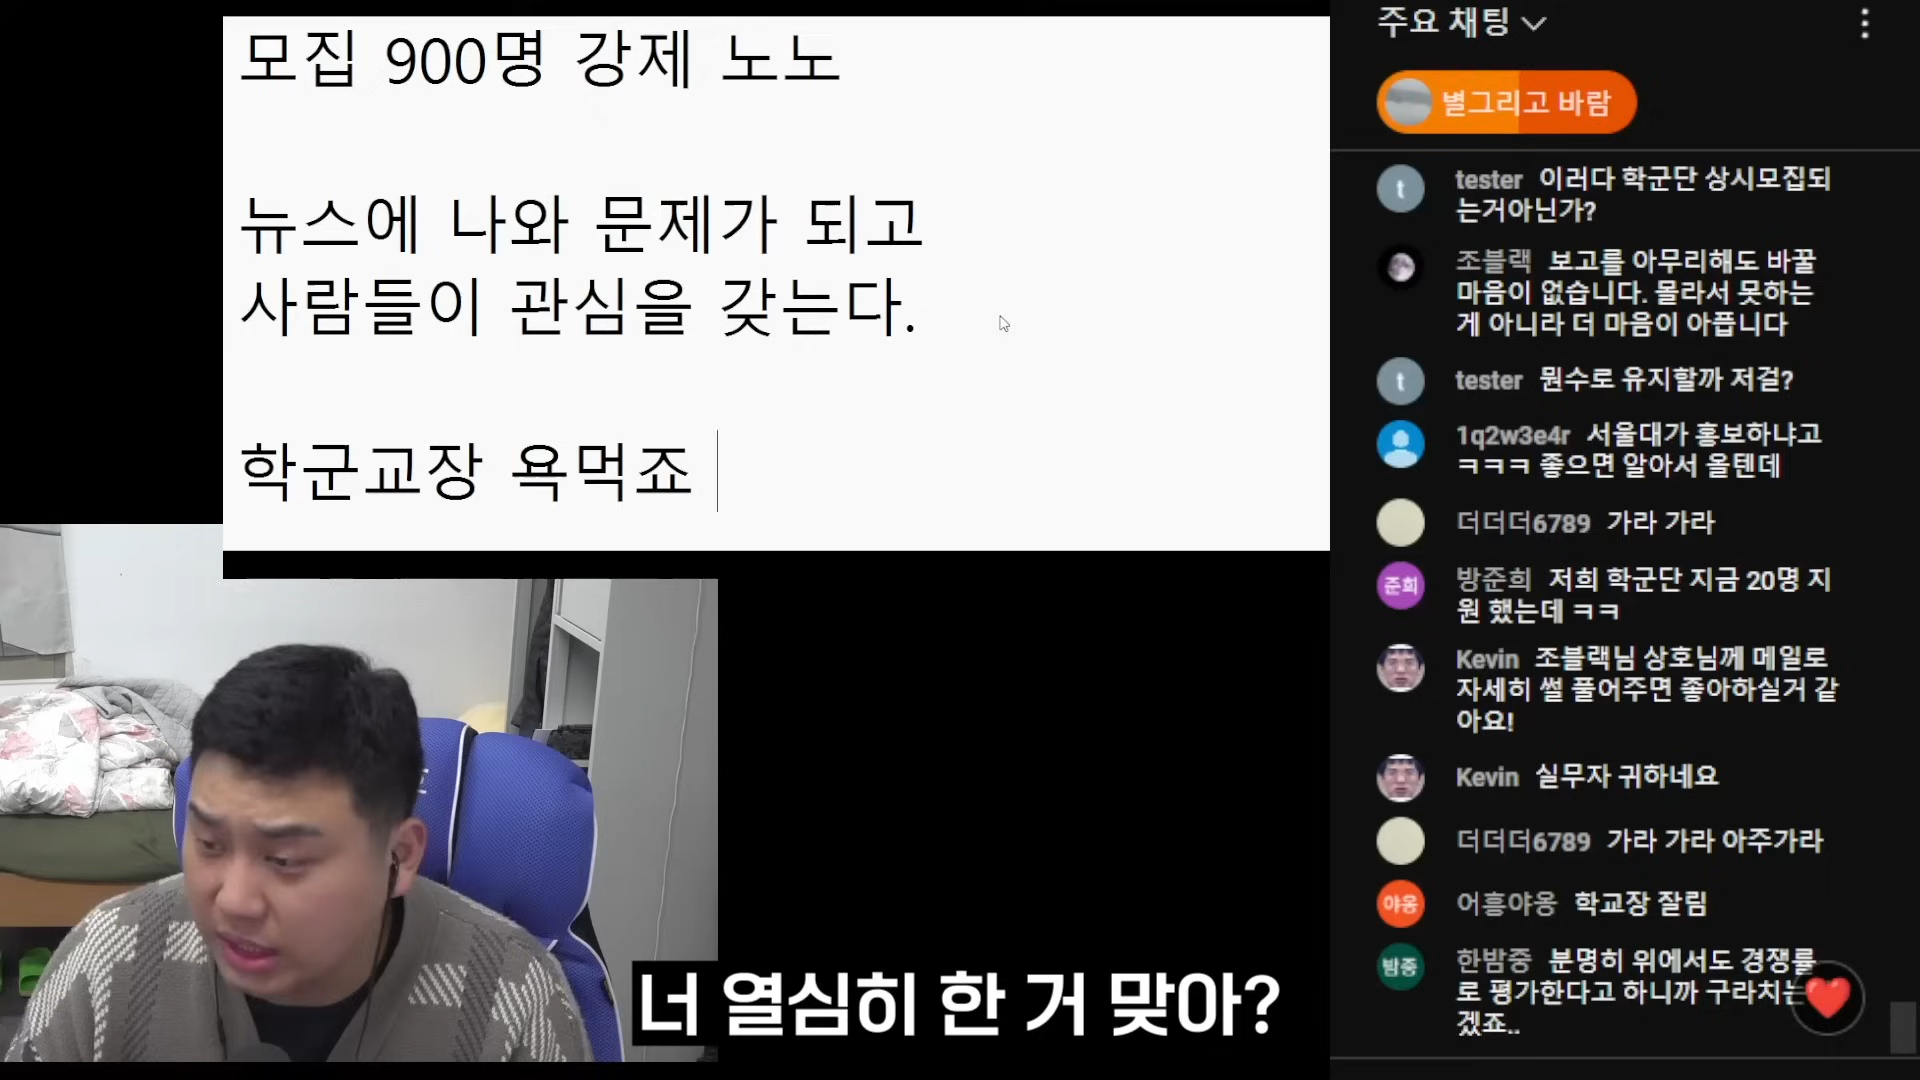 모집 900명 강제 노노
뉴스에 나와 문제가 되고
사람들이 관심을 갖는다.
학군교장 욕먹죠
너 열심히 한 거 맞아?
주요 채팅
별그리고 바람
t
tester 이러다 학군단 상시모집되
는거아닌가?
조블랙 보고를 아무리해도 바꿀
마음이 없습니다. 몰라서 못하는
게 아니라 더 마음이 아픕니다
t
tester 뭔수로 유지할까 저걸?
1q2w3e4r 서울대가 홍보하냐고
ㅋㅋㅋ 좋으면 알아서 올텐데
더더더6789 가라 가라
준희
방준희 저희 학군단 지금 20명 지
원 했는데 ㅋㅋ
Kevin 조블랙님 상호님께 메일로
자세히 썰 풀어주면 좋아하실거 같
아요!
Kevin 실무자 귀하네요
더더더6789 가라 가라 아주가라
야옹
어흥야옹 학교장 잘림
밤중
한밤중 분명히 위에서도 경쟁률
로 평가한다고 하니까 구라치는
겠죠..